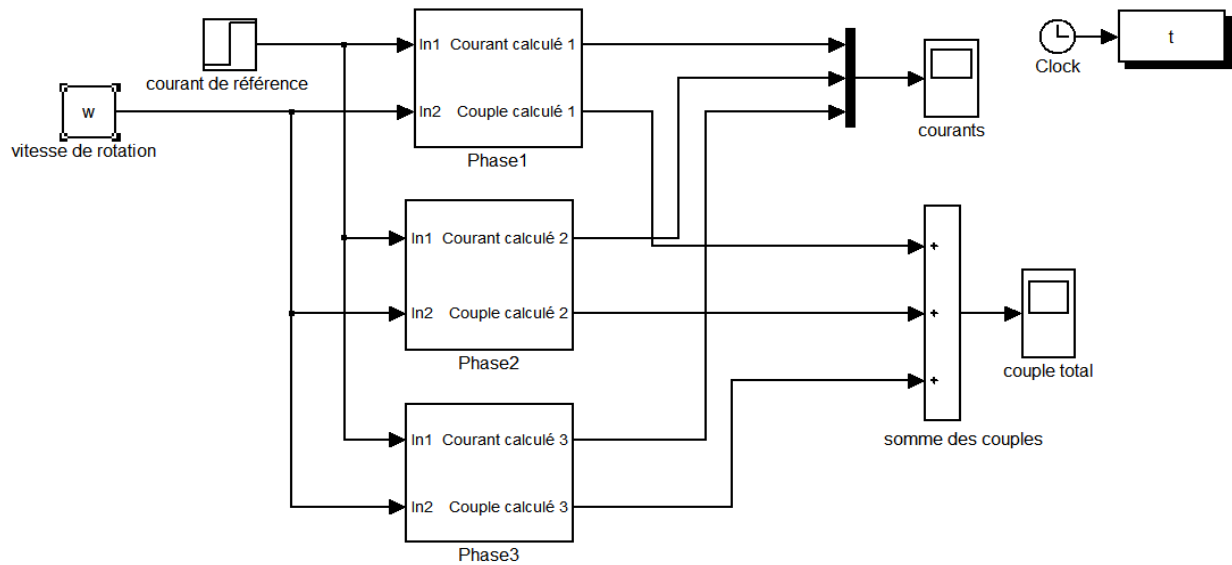 courant de référence
w
vitesse de rotation
In1 Courant calculé 1
In2 Couple calculé 1
Phase1
In1 Courant calculé 2
In2 Couple calculé 2
Phase2
In1 Courant calculé 3
In2 Couple calculé 3
Phase3
courants
Clock
t
+
+
+
somme des couples
couple total